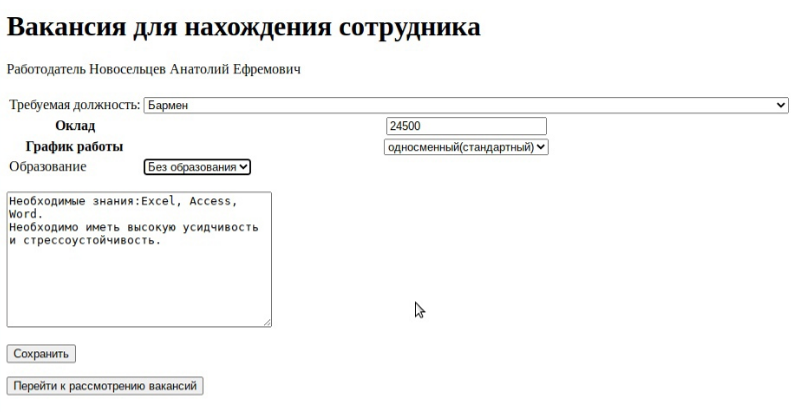 Вакансия для нахождения сотрудника
Работодатель Новосельцев Анатолий Ефремович
Требуемая должность: Бармен
Оклад 24500
График работы односменный(стандартный)
Образование Без образования
Необходимые знания:Excel, Access,
Word.
Необходимо иметь высокую усидчивость
и стрессоустойчивость.
Сохранить
Перейти к рассмотрению вакансий